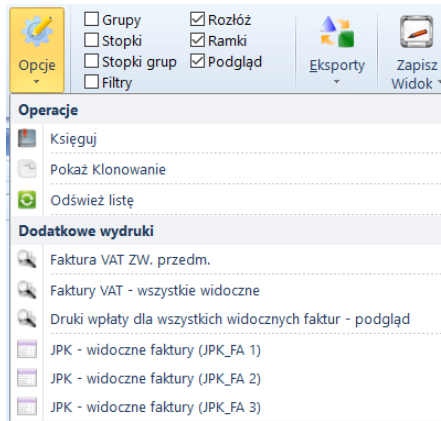 Opcje
Grupy
Stopki
Stopki grup
Filtry
Rozłóż
Ramki
Podgląd
Eksporty
Zapisz
Widok
Operacje
Księguj
Pokaż Klonowanie
Odśwież listę
Dodatkowe wydruki
Faktura VAT ZW. przedm.
Faktury VAT - wszystkie widoczne
Druki wpłaty dla wszystkich widocznych faktur - podgląd
JPK - widoczne faktury (JPK_FA 1)
JPK - widoczne faktury (JPK_FA 2)
JPK - widoczne faktury (JPK_FA 3)